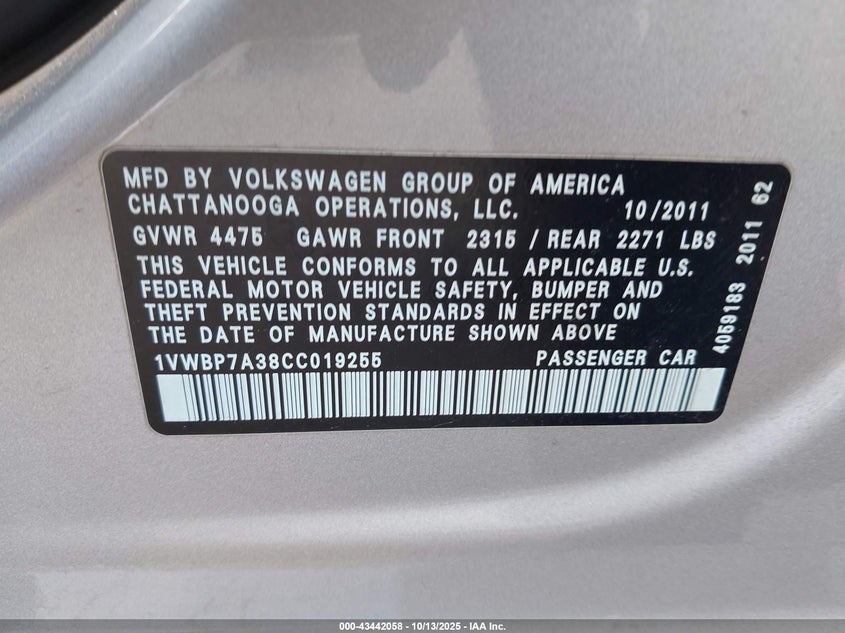 MFD BY VOLKSWAGEN GROUP OF AMERICA
CHATTANOOGA OPERATIONS, LLC. 10/2011
GVWR 4475 GAWR FRONT 2315 / REAR 2271 LBS
THIS VEHICLE CONFORMS TO ALL APPLICABLE U.S.
FEDERAL MOTOR VEHICLE SAFETY, BUMPER AND
THEFT PREVENTION STANDARDS IN EFFECT ON
THE DATE OF MANUFACTURE SHOWN ABOVE
1VWBP7A38CC019255 PASSENGER CAR
4059183 2011 62
000-43442058 - 10/13/2025 - IAA Inc.